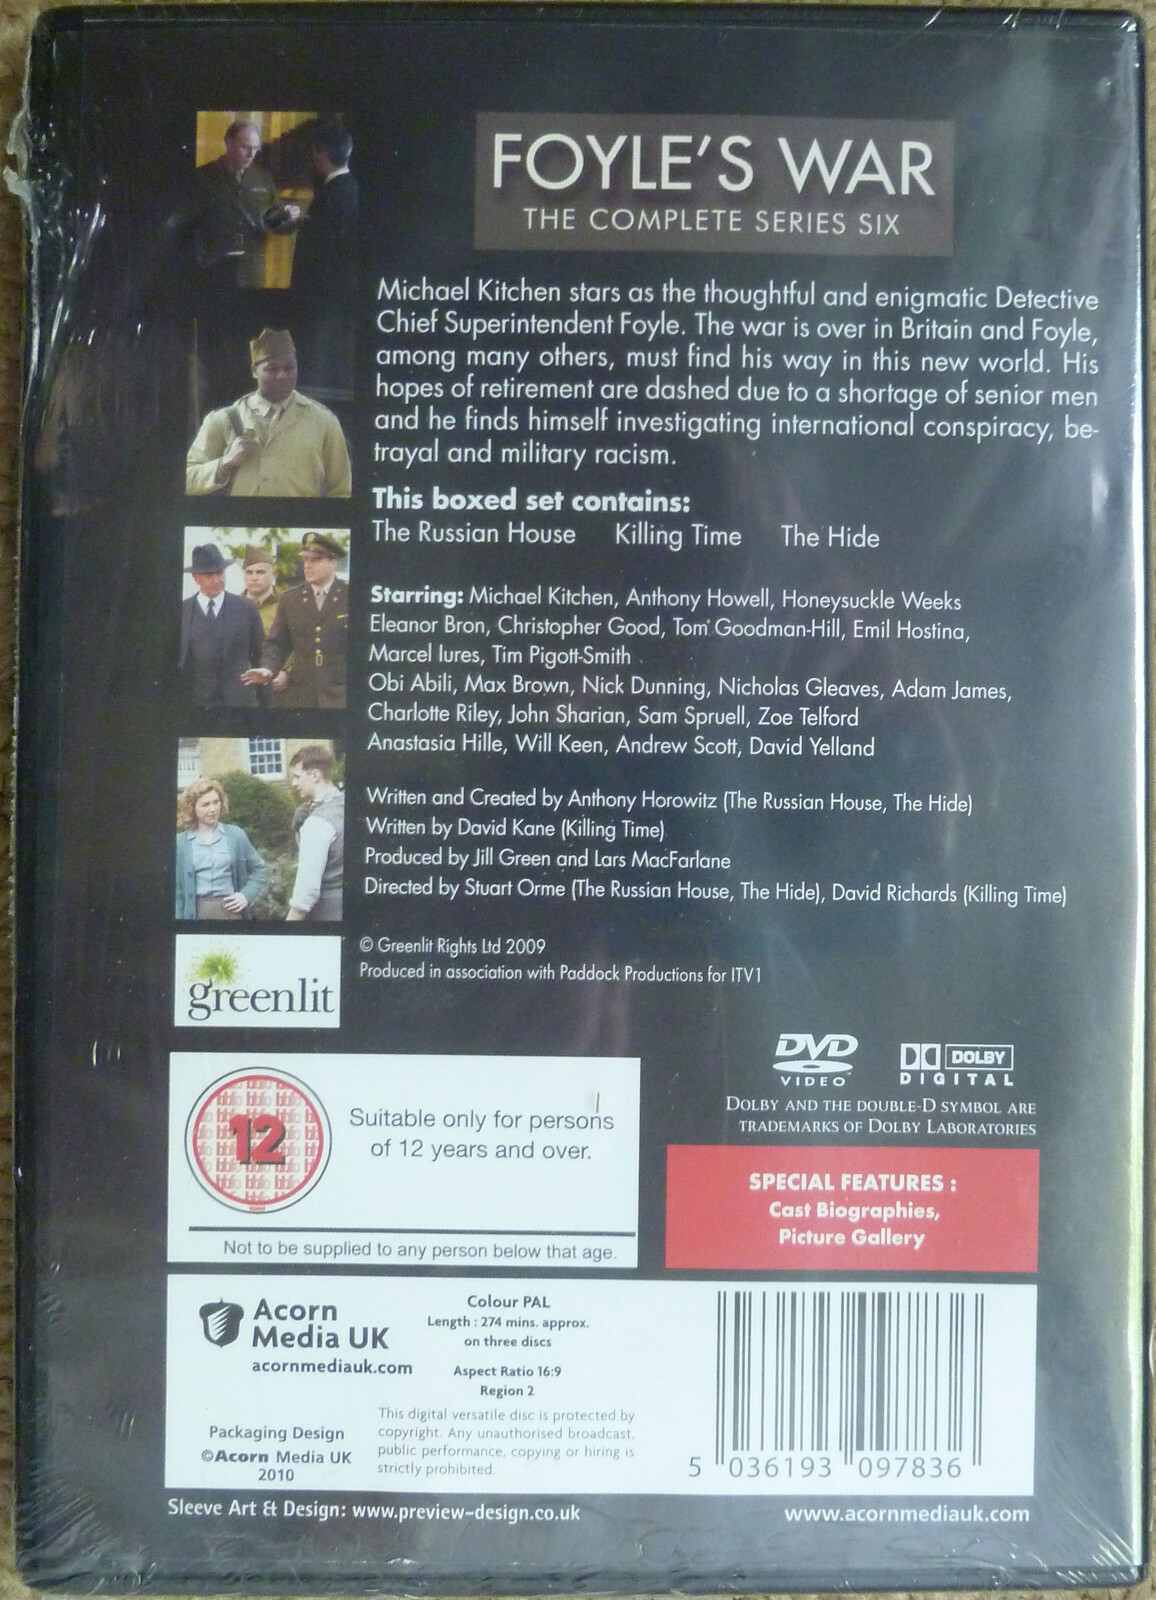 FOYLE'S WAR
THE COMPLETE SERIES SIX
Michael Kitchen stars as the thoughtful and enigmatic Detective
Chief Superintendent Foyle. The war is over in Britain and Foyle,
among many others, must find his way in this new world. His
hopes of retirement are dashed due to a shortage of senior men
and he finds himself investigating international conspiracy, be-
trayal and military racism.
This boxed set contains:
The Russian House Killing Time The Hide
Starring: Michael Kitchen, Anthony Howell, Honeysuckle Weeks
Eleanor Bron, Christopher Good, Tom Goodman-Hill, Emil Hostina,
Marcel Iures, Tim Pigott-Smith
Obi Abili, Max Brown, Nick Dunning, Nicholas Gleaves, Adam James,
Charlotte Riley, John Sharian, Sam Spruell, Zoe Telford
Anastasia Hille, Will Keen, Andrew Scott, David Yelland
Written and Created by Anthony Horowitz (The Russian House, The Hide)
Written by David Kane (Killing Time)
Produced by Jill Green and Lars MacFarlane
Directed by Stuart Orme (The Russian House, The Hide), David Richards (Killing Time)
greenlit
© Greenlit Rights Ltd 2009
Produced in association with Paddock Productions for ITV1
12
Suitable only for persons
of 12 years and over.
Not to be supplied to any person below that age.
DVD
VIDEO
DOLBY
DIGITAL
DOLBY AND THE DOUBLE-D SYMBOL ARE
TRADEMARKS OF DOLBY LABORATORIES
SPECIAL FEATURES :
Cast Biographies,
Picture Gallery
Acorn
Media UK
acornmediauk.com
Packaging Design
©Acorn Media UK
2010
Colour PAL
Length : 274 mins. approx.
on three discs
Aspect Ratio 16:9
Region 2
This digital versatile disc is protected by
copyright. Any unauthorised broadcast,
public performance, copying or hiring is
strictly prohibited.
5 036193 097836
Sleeve Art & Design: www.preview-design.co.uk
www.acornmediauk.com